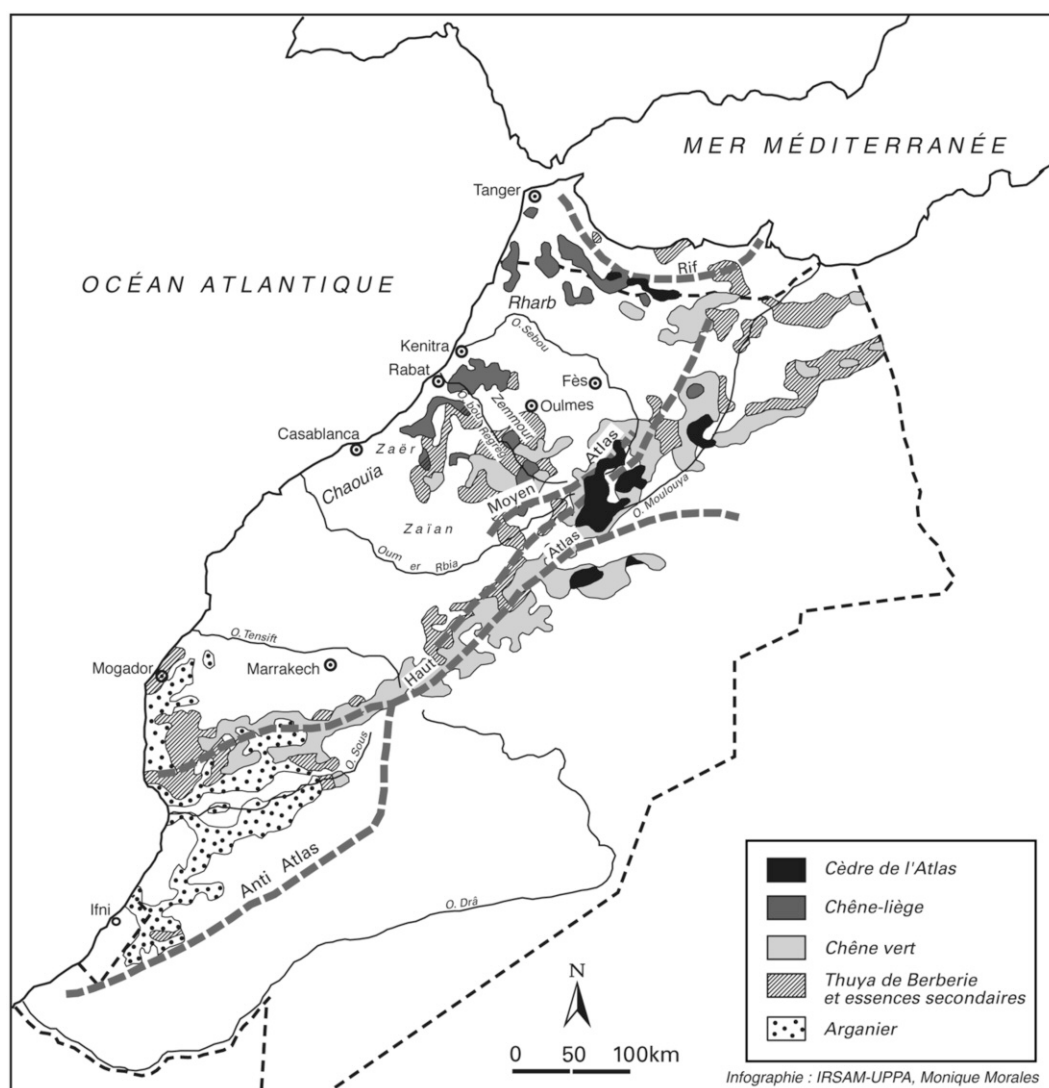 MER MÉDITERRANÉE
Tanger
OCÉAN ATLANTIQUE
Rif
Rharb
O. Sebou
Kenitra
Rabat
Fès
Zemmour
Oulmes
O. bou Regreg
Casablanca
Zaër
Atlas
Chaouïa
Moyen
O. Moulouya
Zaïan
Atlas
Oum er Rbia
O. Tensift
Mogador
Marrakech
Haut
O. Sous
Anti Atlas
Ifni
O. Drâ
N
0 50 100km
Cèdre de l'Atlas
Chêne-liège
Chêne vert
Thuya de Berberie
et essences secondaires
Arganier
Infographie : IRSAM-UPPA, Monique Morales